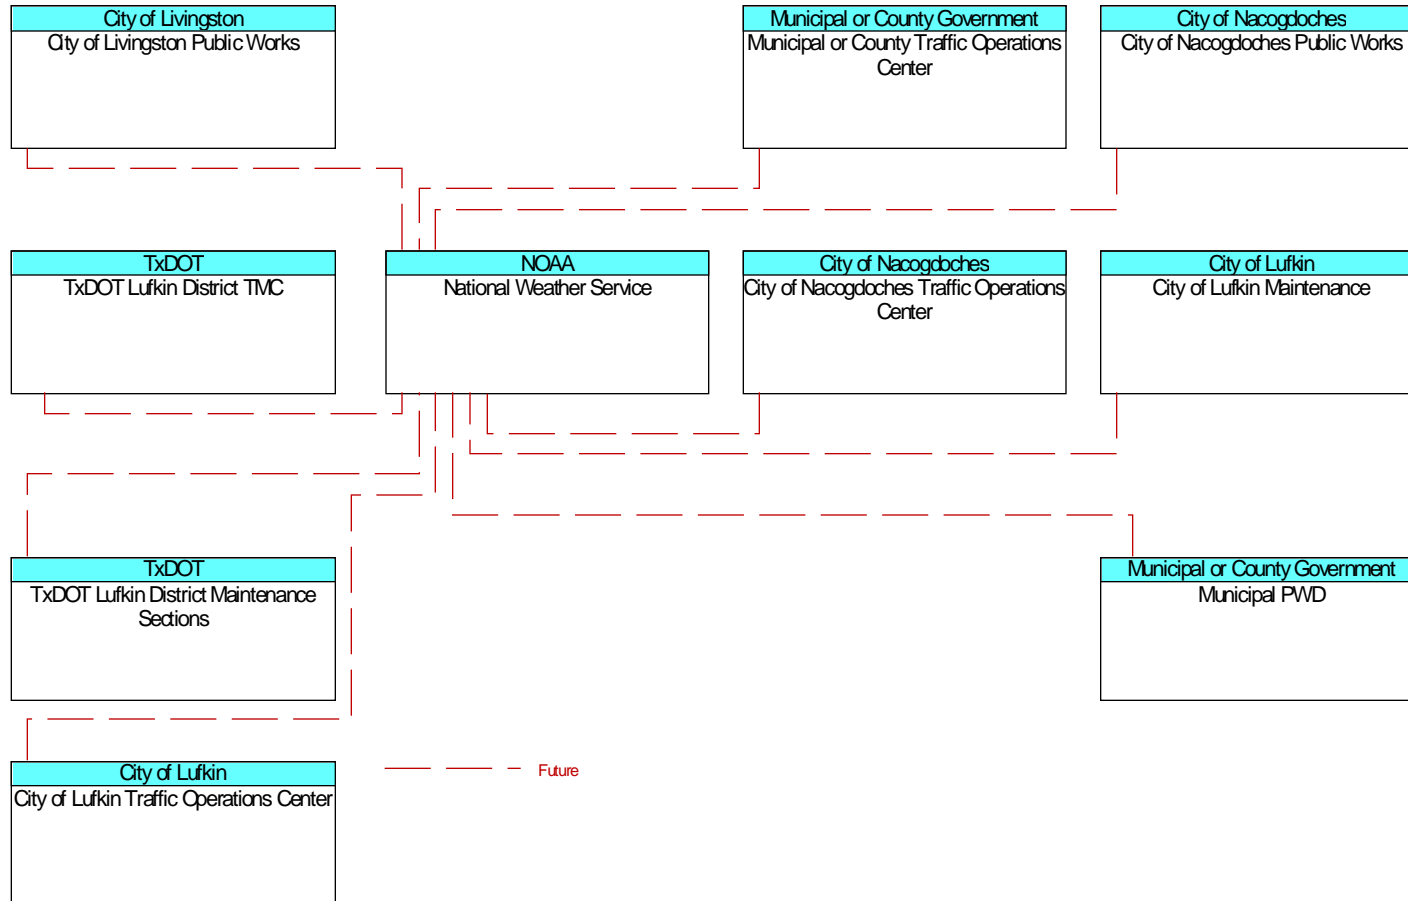 City of Livingston
City of Livingston Public Works
Municipal or County Government
Municipal or County Traffic Operations
Center
City of Nacogdoches
City of Nacogdoches Public Works
TxDOT
TxDOT Lufkin District TMC
NOAA
National Weather Service
City of Nacogdoches
City of Nacogdoches Traffic Operations
Center
City of Lufkin
City of Lufkin Maintenance
TxDOT
TxDOT Lufkin District Maintenance
Sections
Municipal or County Government
Municipal PWD
City of Lufkin
City of Lufkin Traffic Operations Center
Future